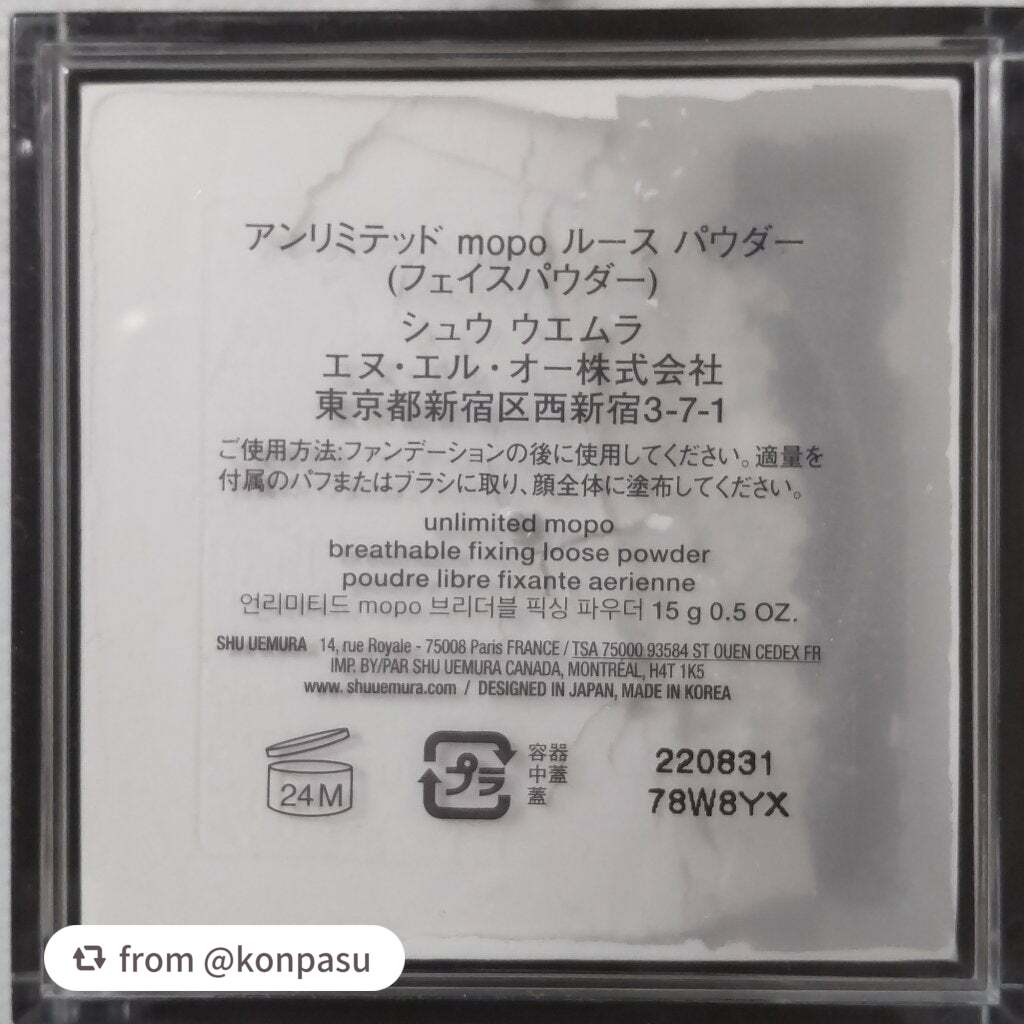 アンリミテッド mopo ルース パウダー
(フェイスパウダー)
シュウ ウエムラ
エヌ・エル・オー株式会社
東京都新宿区西新宿3-7-1
ご使用方法:ファンデーションの後に使用してください。適量を
付属のパフまたはブラシに取り、顔全体に塗布してください。
unlimited mopo
breathable fixing loose powder
poudre libre fixante aerienne
언리미티드 mopo 브리더블 픽싱 파우더 15 g 0.5 OZ.
SHU UEMURA 14, rue Royale - 75008 Paris FRANCE / TSA 75000 93584 ST OUEN CEDEX FR
IMP. BY/PAR SHU UEMURA CANADA, MONTRÉAL, H4T 1K5
www. shuuemura.com / DESIGNED IN JAPAN, MADE IN KOREA
24M
プラ
容器
中蓋
蓋
220831
78W8YX
from @konpasu